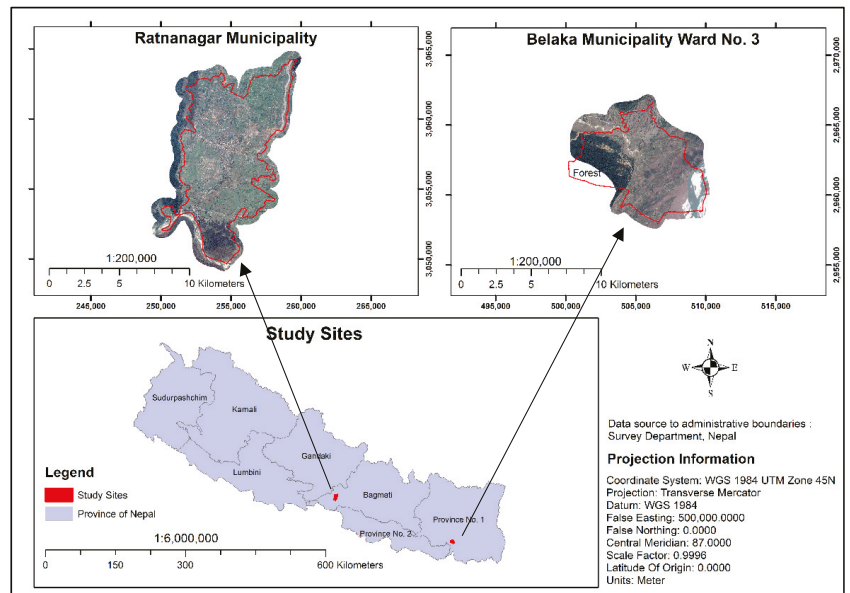 Ratnanagar Municipality
3,065,000
3,060,000
3,055,000
3,050,000
1:200,000
0 2.5 5 10 Kilometers
245,000 250,000 255,000 260,000 265,000
Belaka Municipality Ward No. 3
Forest
2,970,000
2,965,000
2,960,000
2,955,000
1:200,000
0 2.5 5 10 Kilometers
495,000 500,000 505,000 510,000 515,000
Study Sites
Sudurpashchim
Karnali
Gandaki
Lumbini
Bagmati
Province No. 1
Province No. 2
Legend
Study Sites
Province of Nepal
1:6,000,000
0 150 300 600 Kilometers
N
W E
S
Data source to administrative boundaries :
Survey Department, Nepal
Projection Information
Coordinate System: WGS 1984 UTM Zone 45N
Projection: Transverse Mercator
Datum: WGS 1984
False Easting: 500,000.0000
False Northing: 0.0000
Central Meridian: 87.0000
Scale Factor: 0.9996
Latitude Of Origin: 0.0000
Units: Meter